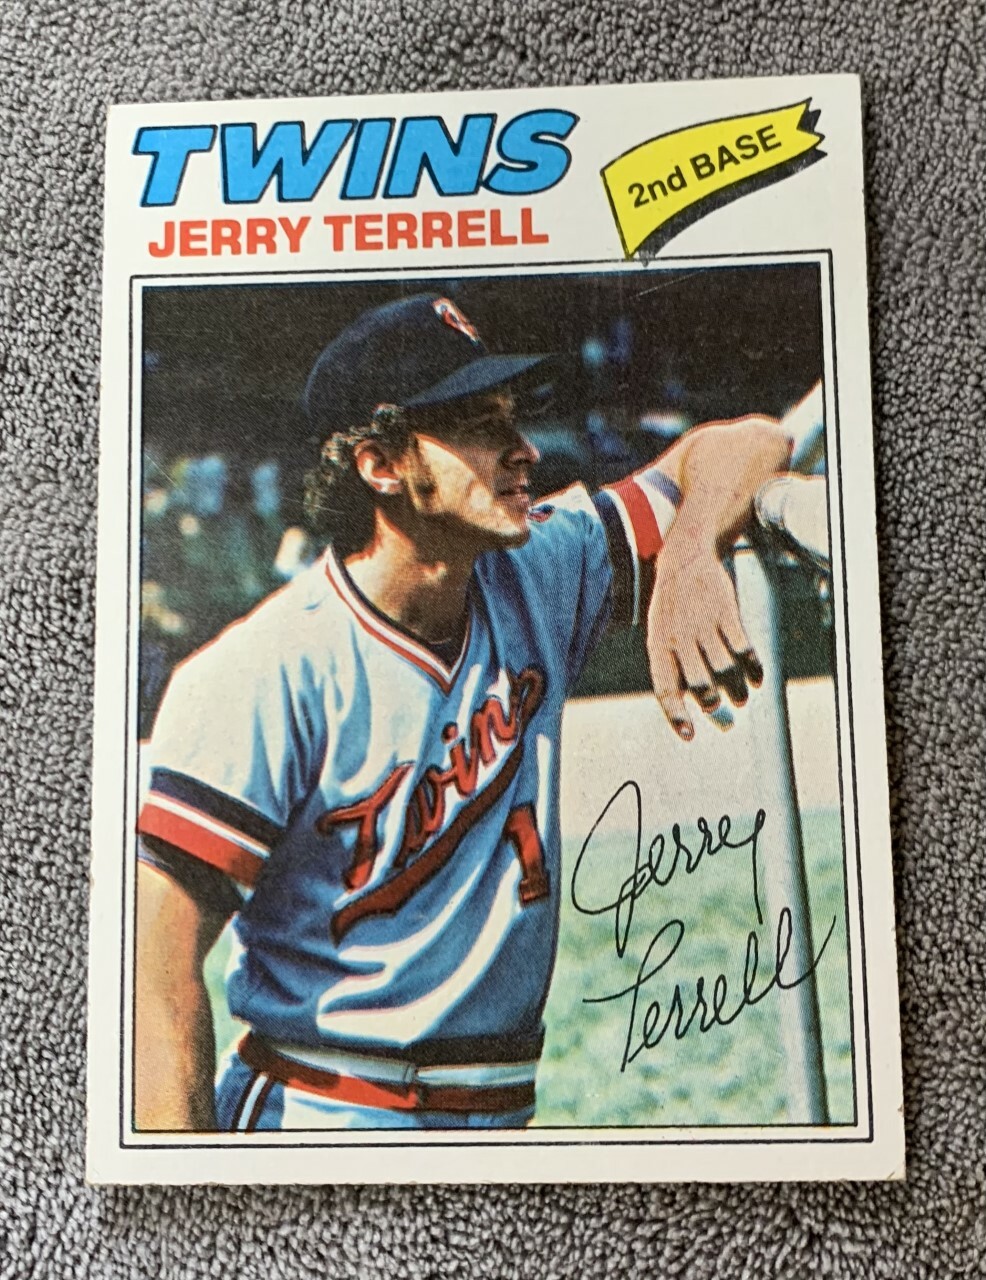 TWINS
JERRY TERRELL
2nd BASE
Twins
1
Jerry
Terrell